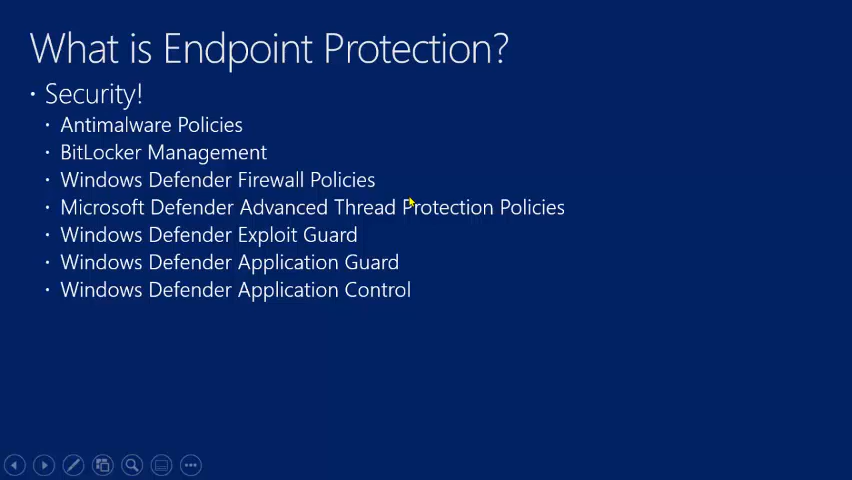 What is Endpoint Protection?
· Security!
· Antimalware Policies
· BitLocker Management
· Windows Defender Firewall Policies
· Microsoft Defender Advanced Thread Protection Policies
· Windows Defender Exploit Guard
· Windows Defender Application Guard
· Windows Defender Application Control